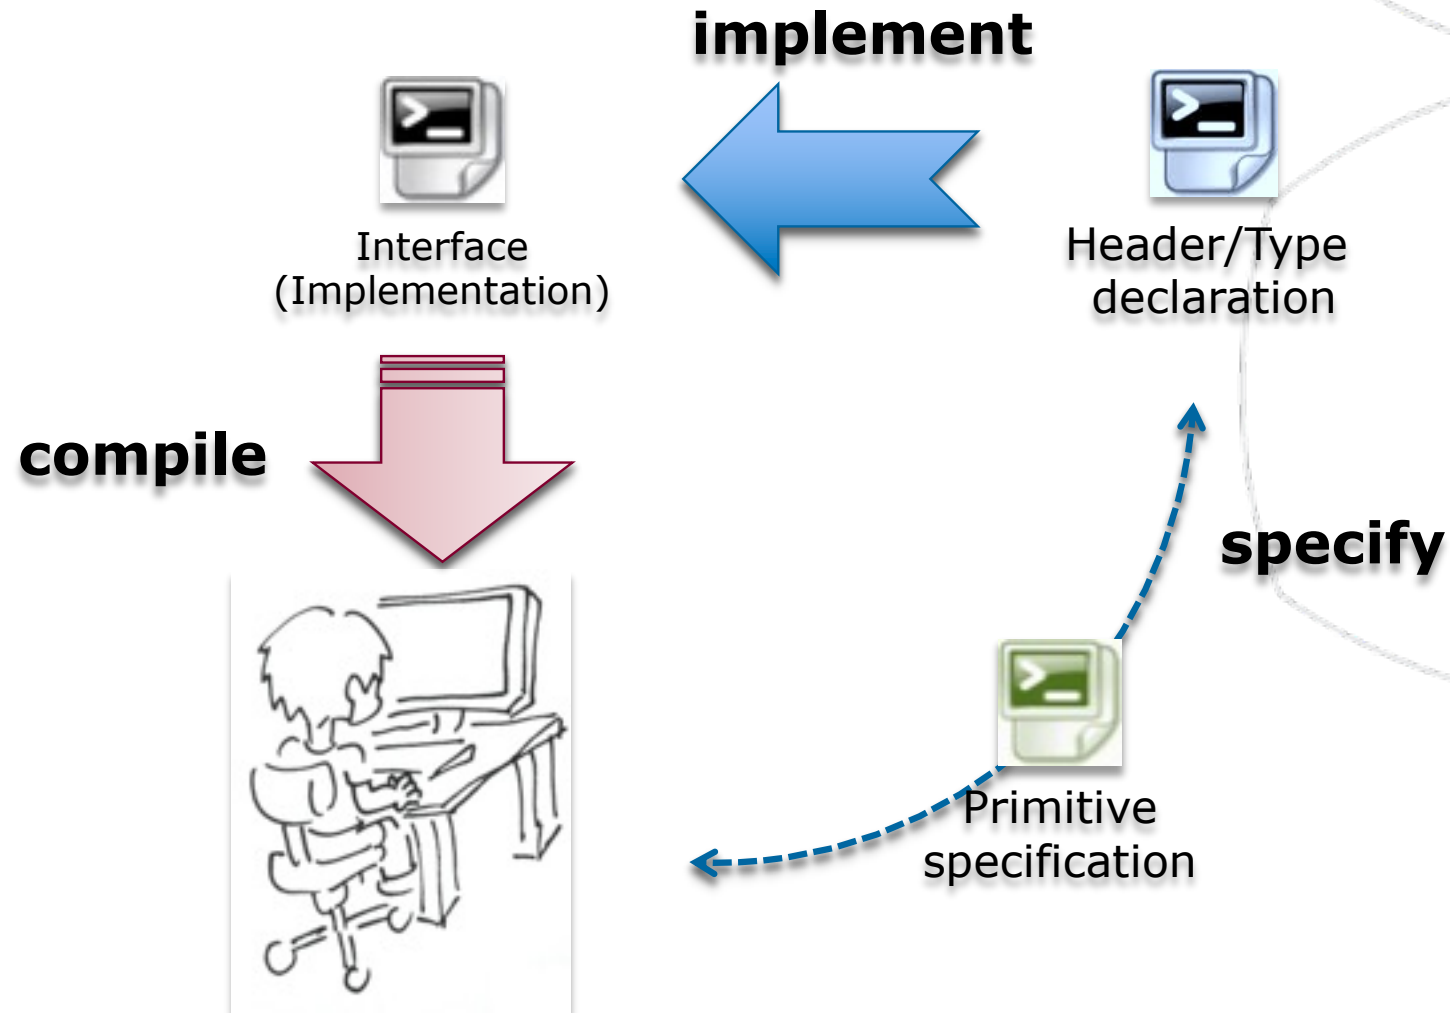 implement
Interface
(Implementation)
Header/Type
declaration
compile
specify
Primitive
specification